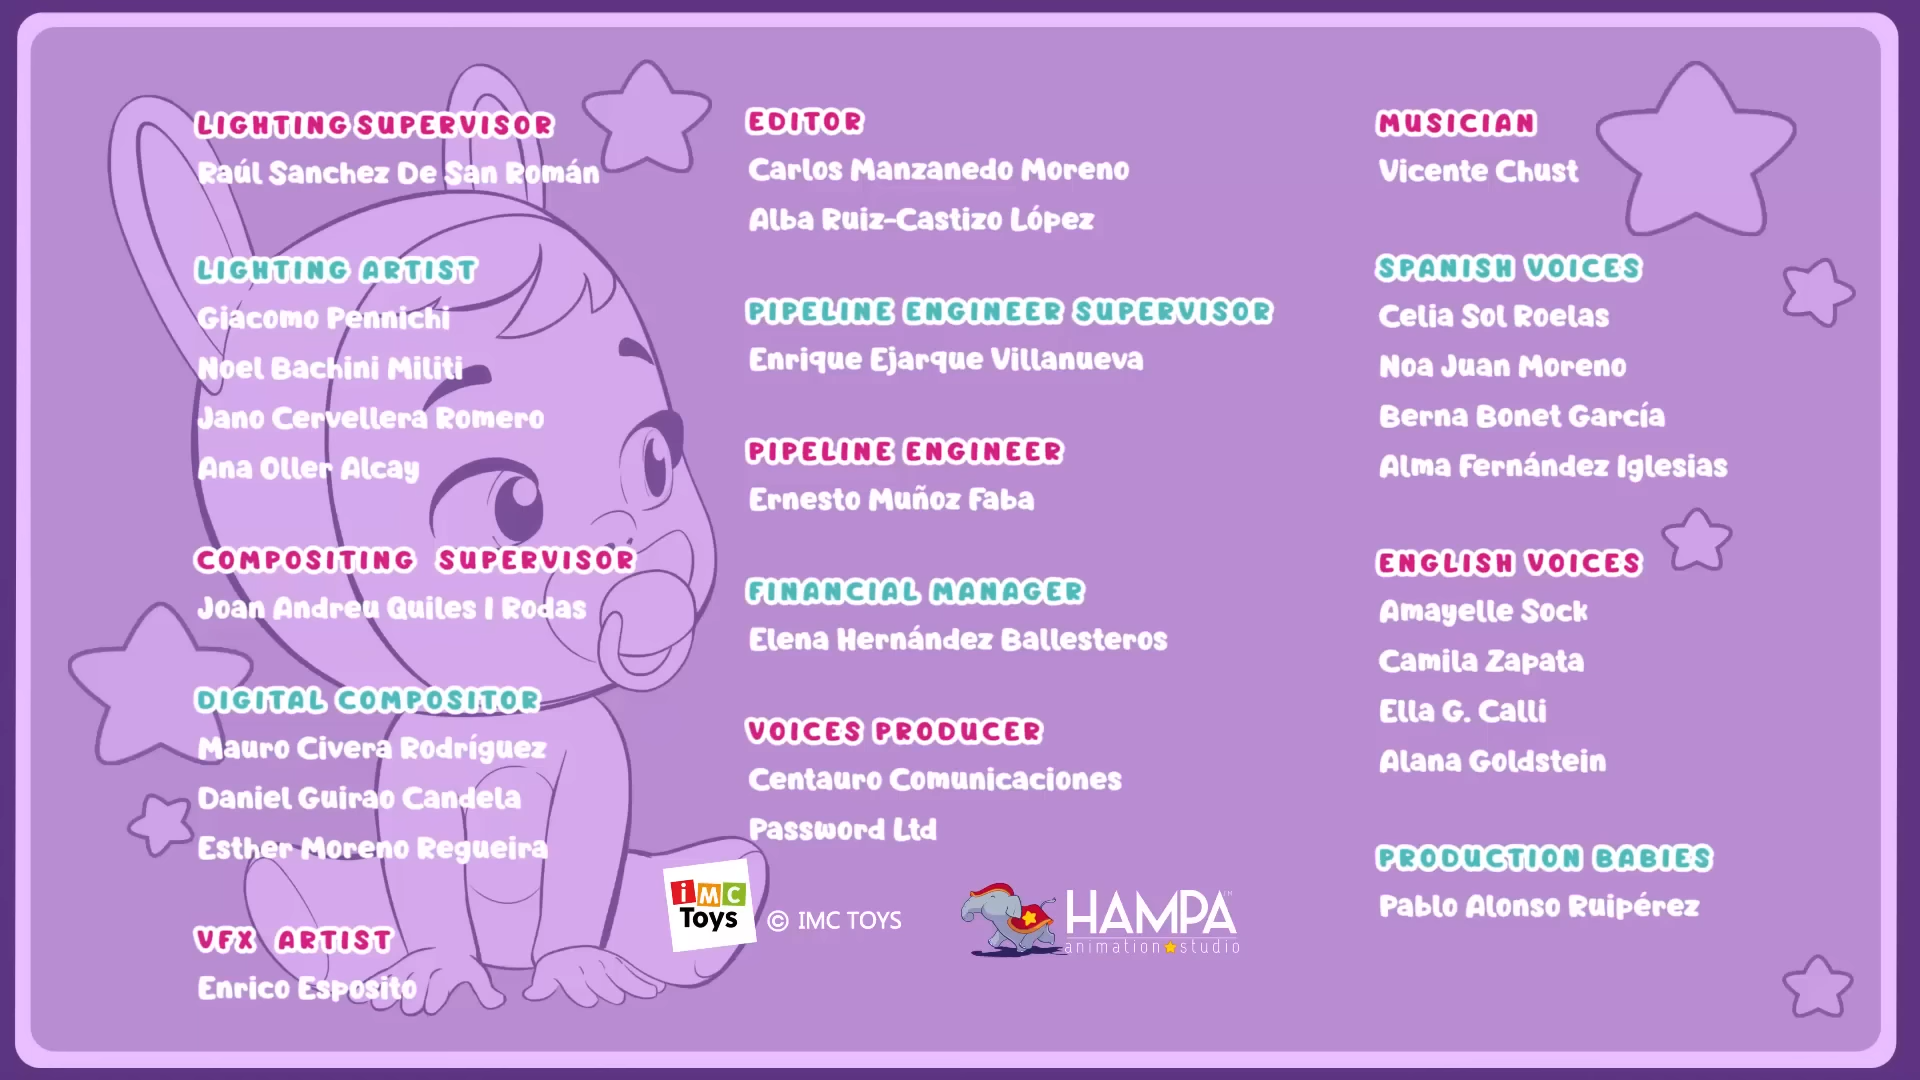 LIGHTING SUPERVISOR
Raúl Sanchez De San Román
LIGHTING ARTIST
Giacomo Pennichi
Noel Bachini Militi
Jano Cervellera Romero
Ana Oller Alcay
COMPOSITING SUPERVISOR
Joan Andreu Quiles I Rodas
DIGITAL COMPOSITOR
Mauro Civera Rodríguez
Daniel Guirao Candela
Esther Moreno Regueira
VFX ARTIST
Enrico Esposito
EDITOR
Carlos Manzanedo Moreno
Alba Ruiz-Castizo López
PIPELINE ENGINEER SUPERVISOR
Enrique Ejarque Villanueva
PIPELINE ENGINEER
Ernesto Muñoz Faba
FINANCIAL MANAGER
Elena Hernández Ballesteros
VOICES PRODUCER
Centauro Comunicaciones
Password Ltd
iMC
Toys
© IMC TOYS
HAMPA™
animation studio
MUSICIAN
Vicente Chust
SPANISH VOICES
Celia Sol Roelas
Noa Juan Moreno
Berna Bonet García
Alma Fernández Iglesias
ENGLISH VOICES
Amayelle Sock
Camila Zapata
Ella G. Calli
Alana Goldstein
PRODUCTION BABIES
Pablo Alonso Ruipérez